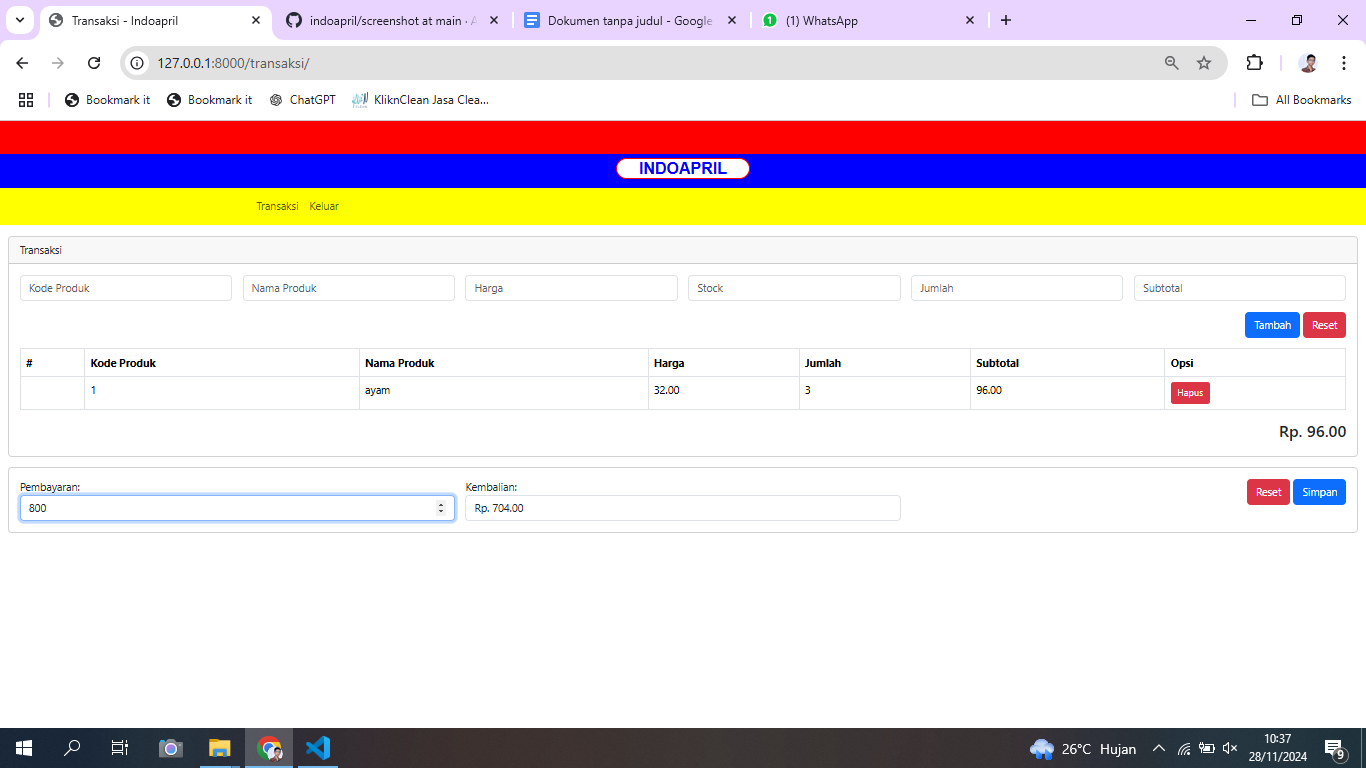 Transaksi - Indoapril
indoapril/screenshot at main ·
Dokumen tanpa judul - Google
1 (1) WhatsApp
127.0.0.1:8000/transaksi/
Bookmark it Bookmark it ChatGPT KliknClean Jasa Clea... All Bookmarks
INDOAPRIL
Transaksi Keluar
Transaksi
Kode Produk Nama Produk Harga Stock Jumlah Subtotal
Tambah Reset
# Kode Produk Nama Produk Harga Jumlah Subtotal Opsi
1 ayam 32.00 3 96.00 Hapus
Rp. 96.00
Pembayaran: Kembalian:
800 Rp. 704.00 Reset Simpan
26°C Hujan
10:37
28/11/2024
9